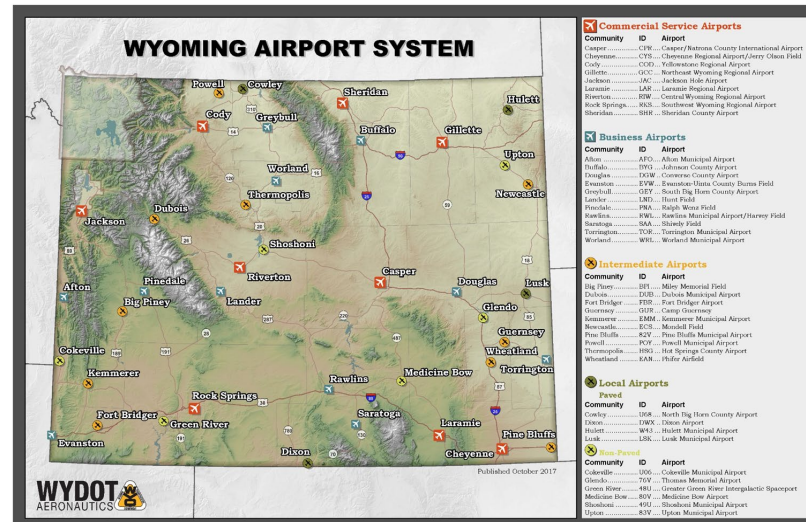 WYOMING AIRPORT SYSTEM
Powell
Cowley
Sheridan
Hulett
Cody
Greybull
Buffalo
Gillette
Upton
Worland
Newcastle
Thermopolis
Jackson
Dubois
Shoshoni
Riverton
Casper
Afton
Pinedale
Lander
Douglas
Lusk
Big Piney
Glendo
Guernsey
Wheatland
Cokeville
Torrington
Kemmerer
Rawlins
Medicine Bow
Rock Springs
Fort Bridger
Green River
Saratoga
Laramie
Evanston
Dixon
Cheyenne
Pine Bluffs
Published October 2017
WYDOT
AERONAUTICS
Commercial Service Airports
Community ID Airport
Casper CPR Casper/Natrona County International Airport
Cheyenne CYS Cheyenne Regional Airport/Jerry Olson Field
Cody COD Yellowstone Regional Airport
Gillette GCC Northeast Wyoming Regional Airport
Jackson JAC Jackson Hole Airport
Laramie LAR Laramie Regional Airport
Riverton RIW Central Wyoming Regional Airport
Rock Springs RKS Southwest Wyoming Regional Airport
Sheridan SHR Sheridan County Airport
Business Airports
Community ID Airport
Afton AFO Afton Municipal Airport
Buffalo BYG Johnson County Airport
Douglas DGW Converse County Airport
Evanston EVW Evanston-Uinta County Burns Field
Greybull GEY South Big Horn County Airport
Lander LND Hunt Field
Pinedale PNA Ralph Wenz Field
Rawlins RWL Rawlins Municipal Airport/Harvey Field
Saratoga SAA Shively Field
Torrington TOR Torrington Municipal Airport
Worland WRL Worland Municipal Airport
Intermediate Airports
Community ID Airport
Big Piney BPI Miley Memorial Field
Dubois DUB Dubois Municipal Airport
Fort Bridger FBR Fort Bridger Airport
Guernsey GUR Camp Guernsey
Kemmerer EMM Kemmerer Municipal Airport
Newcastle ECS Mondell Field
Pine Bluffs 82V Pine Bluffs Municipal Airport
Powell POY Powell Municipal Airport
Thermopolis HSG Hot Springs County Airport
Wheatland EAN Phifer Airfield
Local Airports
Paved
Community ID Airport
Cowley U68 North Big Horn County Airport
Dixon DWX Dixon Airport
Hulett W43 Hulett Municipal Airport
Lusk LSK Lusk Municipal Airport
Non-Paved
Community ID Airport
Cokeville U06 Cokeville Municipal Airport
Glendo 76V Thomas Memorial Airport
Green River 48U Greater Green River Intergalactic Spaceport
Medicine Bow 80V Medicine Bow Airport
Shoshoni 49U Shoshoni Municipal Airport
Upton 83V Upton Municipal Airport